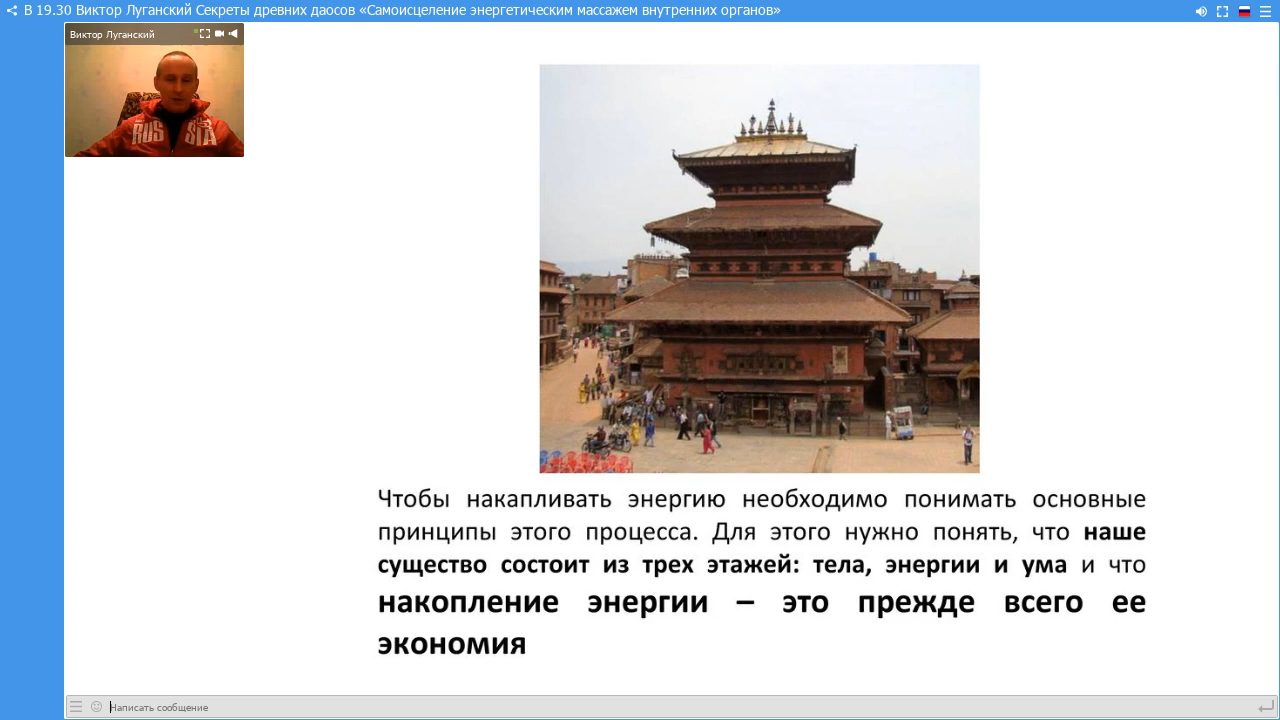 В 19.30 Виктор Луганский Секреты древних даосов «Самоисцеление энергетическим массажем внутренних органов»
Виктор Луганский
RUSSIA
Чтобы накапливать энергию необходимо понимать основные
принципы этого процесса. Для этого нужно понять, что наше
существо состоит из трех этажей: тела, энергии и ума и что
накопление энергии – это прежде всего ее
экономия
Написать сообщение